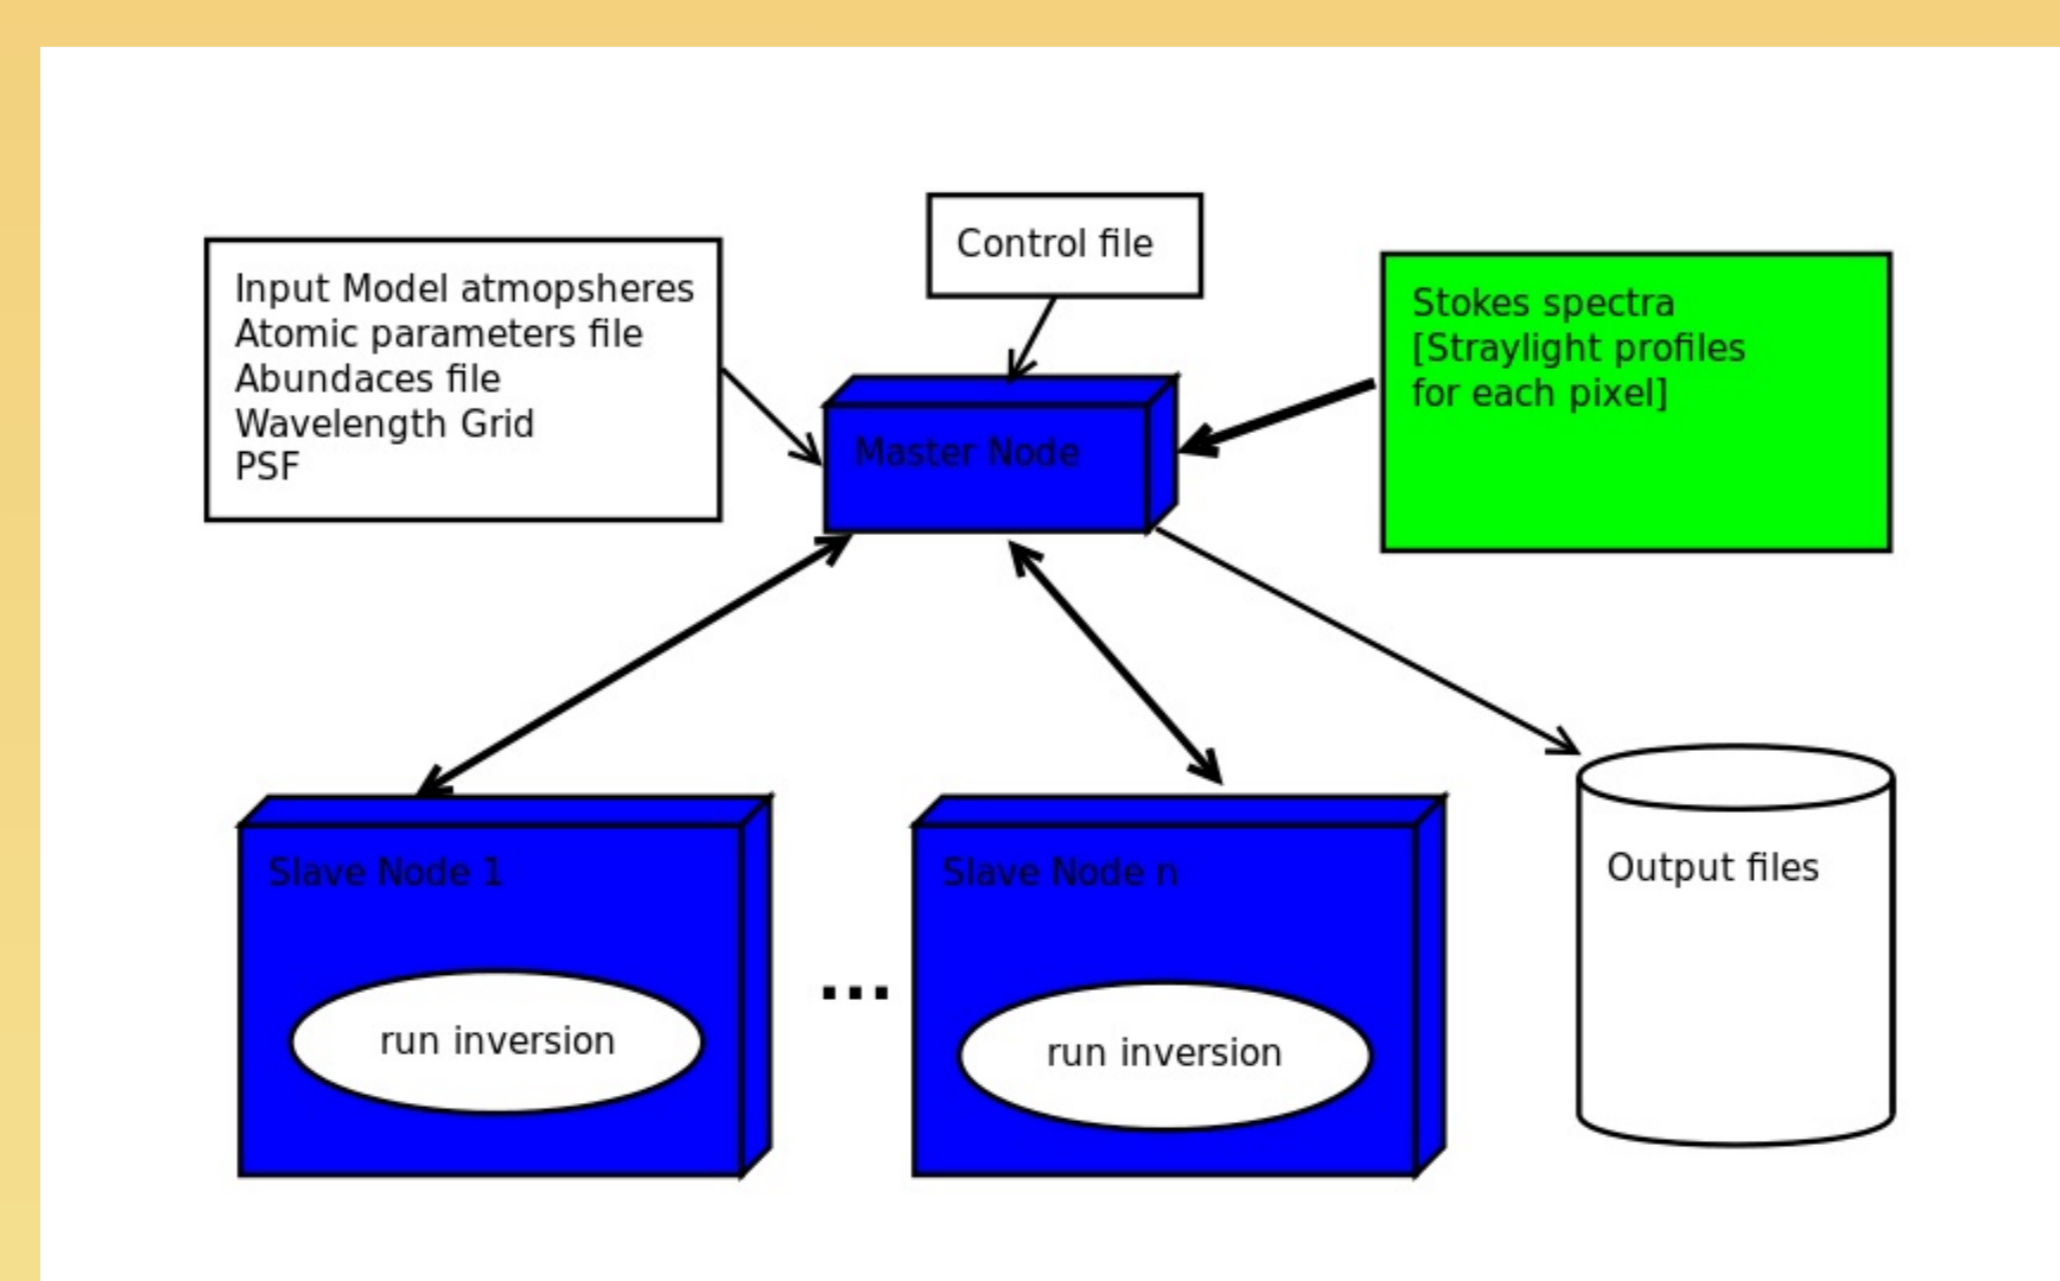 Control file
Input Model atmopsheres
Atomic parameters file
Abundaces file
Wavelength Grid
PSF
Stokes spectra
[Straylight profiles
for each pixel]
Master Node
Slave Node 1
run inversion
...
Slave Node n
run inversion
Output files